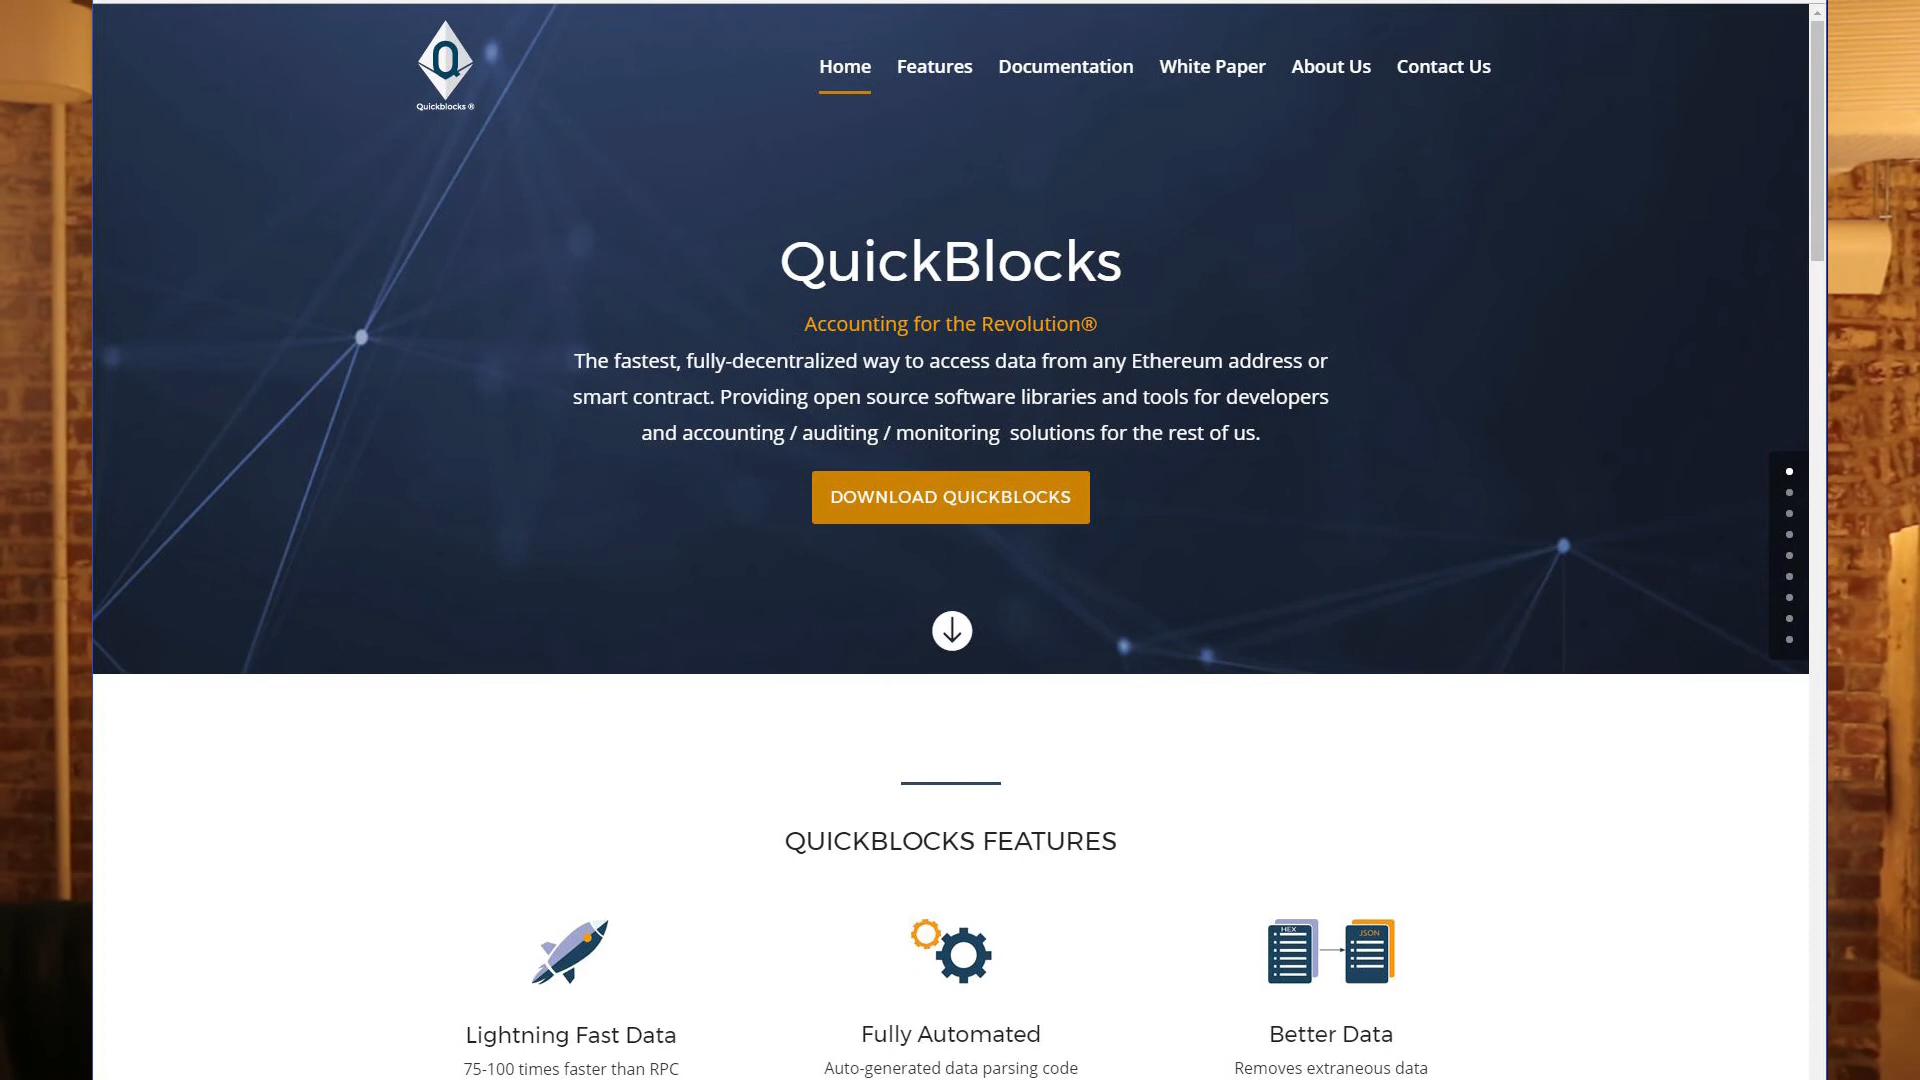 Q
Quickblocks ®
Home Features Documentation White Paper About Us Contact Us
QuickBlocks
Accounting for the Revolution®
The fastest, fully-decentralized way to access data from any Ethereum address or
smart contract. Providing open source software libraries and tools for developers
and accounting / auditing / monitoring  solutions for the rest of us.
DOWNLOAD QUICKBLOCKS
QUICKBLOCKS FEATURES
HEX JSON
Lightning Fast Data Fully Automated Better Data
75-100 times faster than RPC Auto-generated data parsing code Removes extraneous data